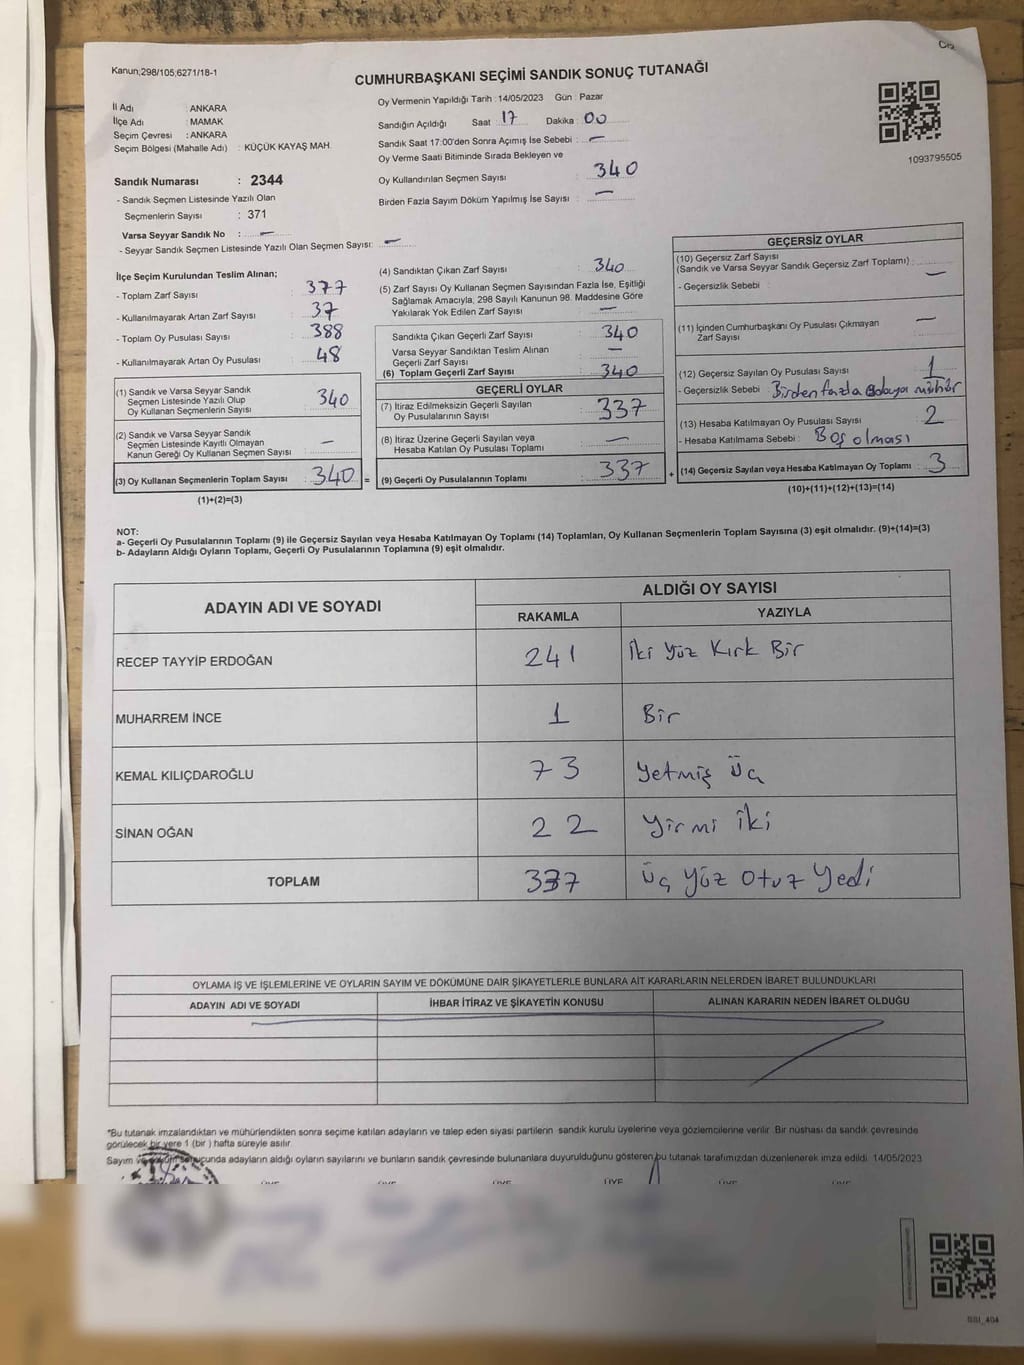 Kanun;298/105,6271/18-1
CUMHURBAŞKANI SEÇİMİ SANDIK SONUÇ TUTANAĞI
İl Adı : ANKARA
İlçe Adı : MAMAK
Seçim Çevresi : ANKARA
Seçim Bölgesi (Mahalle Adı) : KÜÇÜK KAYAŞ MAH.
Sandık Numarası : 2344
- Sandık Seçmen Listesinde Yazılı Olan
Seçmenlerin Sayısı : 371
Varsa Seyyar Sandık No : —
- Seyyar Sandık Seçmen Listesinde Yazılı Olan Seçmen Sayısı: —
Oy Vermenin Yapıldığı Tarih : 14/05/2023 Gün : Pazar
Sandığın Açıldığı Saat : 17 Dakika : 00
Sandık Saat 17:00'den Sonra Açımış İse Sebebi : —
Oy Verme Saati Bitiminde Sırada Bekleyen ve
Oy Kullandırılan Seçmen Sayısı : 340
Birden Fazla Sayım Döküm Yapılmış İse Sayısı : —
1093795505
İlçe Seçim Kurulundan Teslim Alınan;
- Toplam Zarf Sayısı : 377
- Kullanılmayarak Artan Zarf Sayısı : 37
- Toplam Oy Pusulası Sayısı : 388
- Kullanılmayarak Artan Oy Pusulası : 48
(1) Sandık ve Varsa Seyyar Sandık
Seçmen Listesinde Yazılı Olup
Oy Kullanan Seçmenlerin Sayısı : 340
(2) Sandık ve Varsa Seyyar Sandık
Seçmen Listesinde Kayıtlı Olmayan
Kanun Gereği Oy Kullanan Seçmen Sayısı : —
(3) Oy Kullanan Seçmenlerin Toplam Sayısı : 340 =
(1)+(2)=(3)
(4) Sandıktan Çıkan Zarf Sayısı : 340
(5) Zarf Sayısı Oy Kullanan Seçmen Sayısından Fazla İse, Eşitliği
Sağlamak Amacıyla, 298 Sayılı Kanunun 98. Maddesine Göre
Yakılarak Yok Edilen Zarf Sayısı : —
Sandıkta Çıkan Geçerli Zarf Sayısı : 340
Varsa Seyyar Sandıktan Teslim Alınan
Geçerli Zarf Sayısı : —
(6) Toplam Geçerli Zarf Sayısı : 340
GEÇERLİ OYLAR
(7) İtiraz Edilmeksizin Geçerli Sayılan
Oy Pusulalarının Sayısı : 337
(8) İtiraz Üzerine Geçerli Sayılan veya
Hesaba Katılan Oy Pusulası Toplamı : —
(9) Geçerli Oy Pusulalarının Toplamı : 337 +
GEÇERSİZ OYLAR
(10) Geçersiz Zarf Sayısı
(Sandık ve Varsa Seyyar Sandık Geçersiz Zarf Toplamı) : —
- Geçersizlik Sebebi :
(11) İçinden Cumhurbaşkanı Oy Pusulası Çıkmayan
Zarf Sayısı : —
(12) Geçersiz Sayılan Oy Pusulası Sayısı : 1
- Geçersizlik Sebebi : Birden fazla adaya mühür
(13) Hesaba Katılmayan Oy Pusulası Sayısı : 2
- Hesaba Katılmama Sebebi : Boş olması
(14) Geçersiz Sayılan veya Hesaba Katılmayan Oy Toplamı : 3
(10)+(11)+(12)+(13)=(14)
NOT:
a- Geçerli Oy Pusulalarının Toplamı (9) ile Geçersiz Sayılan veya Hesaba Katılmayan Oy Toplamı (14) Toplamları, Oy Kullanan Seçmenlerin Toplam Sayısına (3) eşit olmalıdır. (9)+(14)=(3)
b- Adayların Aldığı Oyların Toplamı, Geçerli Oy Pusulalarının Toplamına (9) eşit olmalıdır.
ADAYIN ADI VE SOYADI ALDIĞI OY SAYISI
RAKAMLA YAZIYLA
RECEP TAYYİP ERDOĞAN 241 İki Yüz Kırk Bir
MUHARREM İNCE 1 Bir
KEMAL KILIÇDAROĞLU 73 Yetmiş Üç
SİNAN OĞAN 22 Yirmi İki
TOPLAM 337 Üç Yüz Otuz Yedi
OYLAMA İŞ VE İŞLEMLERİNE VE OYLARIN SAYIM VE DÖKÜMÜNE DAİR ŞİKAYETLERLE BUNLARA AİT KARARLARIN NELERDEN İBARET BULUNDUKLARI
ADAYIN ADI VE SOYADI İHBAR İTİRAZ VE ŞİKAYETİN KONUSU ALINAN KARARIN NEDEN İBARET OLDUĞU
*Bu tutanak imzalandıktan ve mühürlendikten sonra seçime katılan adayların ve talep eden siyasi partilerin sandık kurulu üyelerine veya gözlemcilerine verilir. Bir nüshası da sandık çevresinde
görülecek bir yere 1 (bir ) hafta süreyle asılır.
Sayım ve sonucunda adayların aldığı oyların sayılarını ve bunların sandık çevresinde bulunanlara duyurulduğunu gösteren bu tutanak tarafımızdan düzenlenerek imza edildi. 14/05/2023
ÜYE ÜYE ÜYE ÜYE ÜYE ÜYE